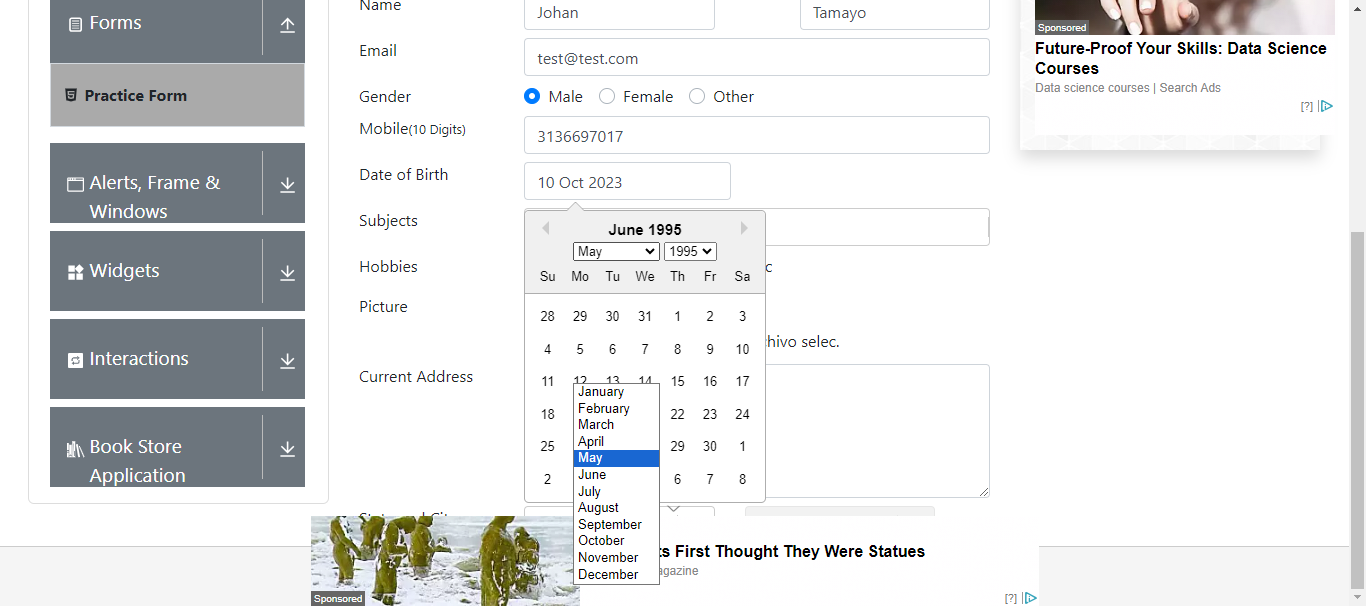 Forms
Practice Form
Alerts, Frame &
Windows
Widgets
Interactions
Book Store
Application
Name
Johan
Tamayo
Email
test@test.com
Gender
Male
Female
Other
Mobile(10 Digits)
3136697017
Date of Birth
10 Oct 2023
Subjects
Hobbies
Picture
hivo selec.
Current Address
June 1995
May
1995
Su Mo Tu We Th Fr Sa
28 29 30 31 1 2 3
4 5 6 7 8 9 10
11 12 13 14 15 16 17
18 22 23 24
25 29 30 1
2 6 7 8
January
February
March
April
May
June
July
August
September
October
November
December
Sponsored
Future-Proof Your Skills: Data Science
Courses
Data science courses | Search Ads
[?]
Sponsored
ts First Thought They Were Statues
agazine
[?]